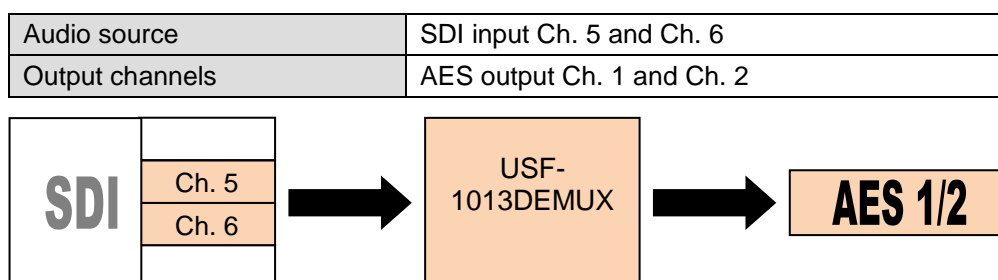 Audio source SDI input Ch. 5 and Ch. 6
Output channels AES output Ch. 1 and Ch. 2
SDI
Ch. 5
Ch. 6
USF-
1013DEMUX
AES 1/2